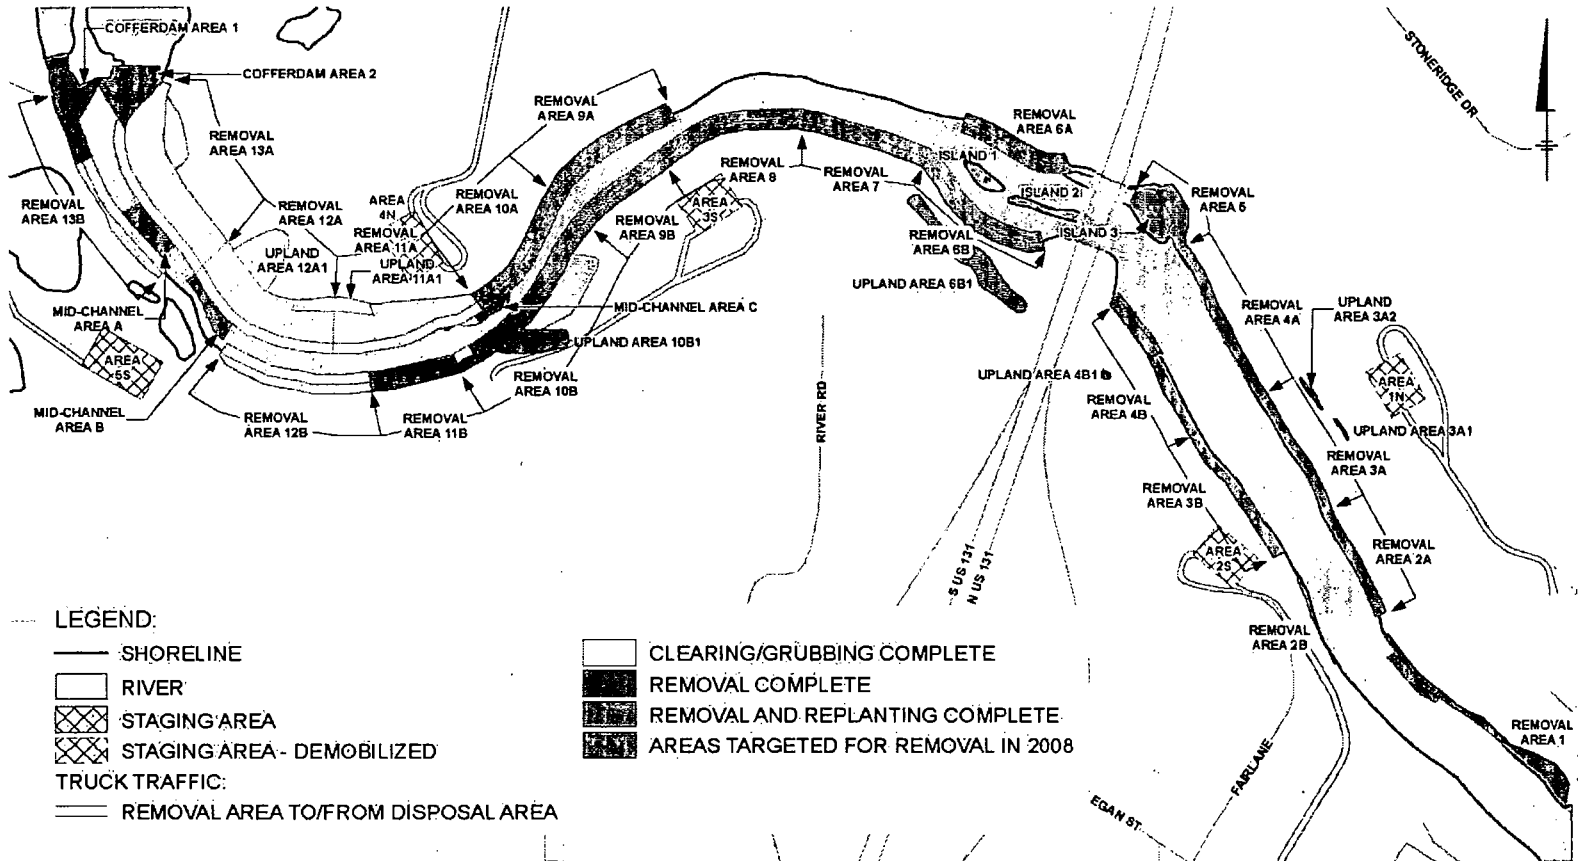 COFFERDAM AREA 1
COFFERDAM AREA 2
REMOVAL
AREA 13A
REMOVAL
AREA 13B
REMOVAL
AREA 12A
UPLAND
AREA 12A1
AREA
4N
REMOVAL
AREA 11A
UPLAND
AREA 11A1
REMOVAL
AREA 10A
REMOVAL
AREA 9A
REMOVAL
AREA 9B
REMOVAL
AREA 8
AREA
3S
REMOVAL
AREA 7
ISLAND 1
REMOVAL
AREA 6A
ISLAND 2
ISLAND 3
REMOVAL
AREA 5
REMOVAL
AREA 6B
UPLAND AREA 6B1
STONERIDGE DR
MID-CHANNEL
AREA A
AREA
5S
MID-CHANNEL
AREA B
REMOVAL
AREA 12B
REMOVAL
AREA 11B
REMOVAL
AREA 10B
UPLAND AREA 10B1
MID-CHANNEL AREA C
REMOVAL
AREA 4A
UPLAND
AREA 3A2
AREA
1N
UPLAND AREA 3A1
UPLAND AREA 4B1
REMOVAL
AREA 4B
REMOVAL
AREA 3A
REMOVAL
AREA 3B
REMOVAL
AREA 2A
AREA
2S
REMOVAL
AREA 2B
REMOVAL
AREA 1
RIVER RD
S US 131
N US 131
FAIRLANE
EGAN ST
LEGEND:
SHORELINE
RIVER
STAGING AREA
STAGING AREA - DEMOBILIZED
TRUCK TRAFFIC:
REMOVAL AREA TO/FROM DISPOSAL AREA
CLEARING/GRUBBING COMPLETE
REMOVAL COMPLETE
REMOVAL AND REPLANTING COMPLETE
AREAS TARGETED FOR REMOVAL IN 2008